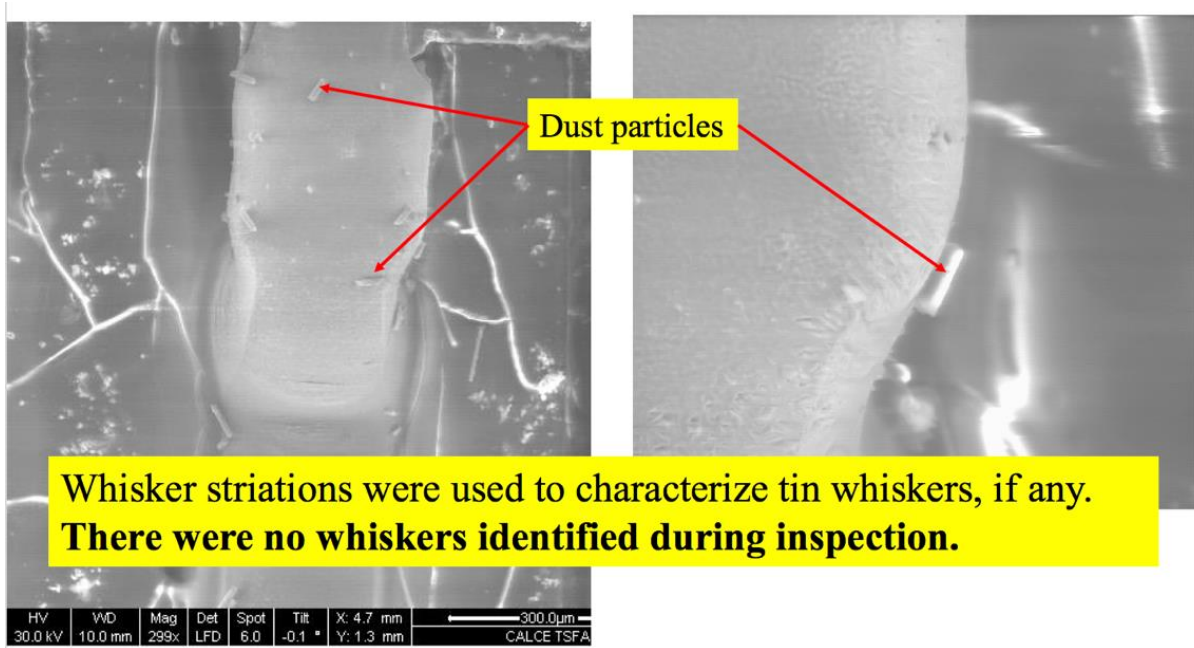 Dust particles
Whisker striations were used to characterize tin whiskers, if any.
There were no whiskers identified during inspection.
HV WD Mag Det Spot Tilt X: 4.7 mm 300.0µm
30.0 kV 10.0 mm 299x LFD 6.0 -0.1 ° Y: 1.3 mm CALCE TSFA